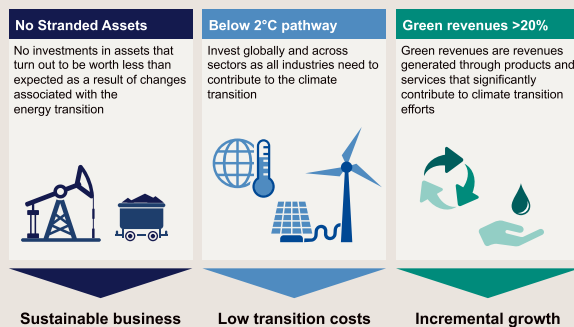 No Stranded Assets
No investments in assets that
turn out to be worth less than
expected as a result of changes
associated with the
energy transition
Sustainable business
Below 2°C pathway
Invest globally and across
sectors as all industries need to
contribute to the climate
transition
Low transition costs
Green revenues >20%
Green revenues are revenues
generated through products and
services that significantly
contribute to climate transition
efforts
Incremental growth